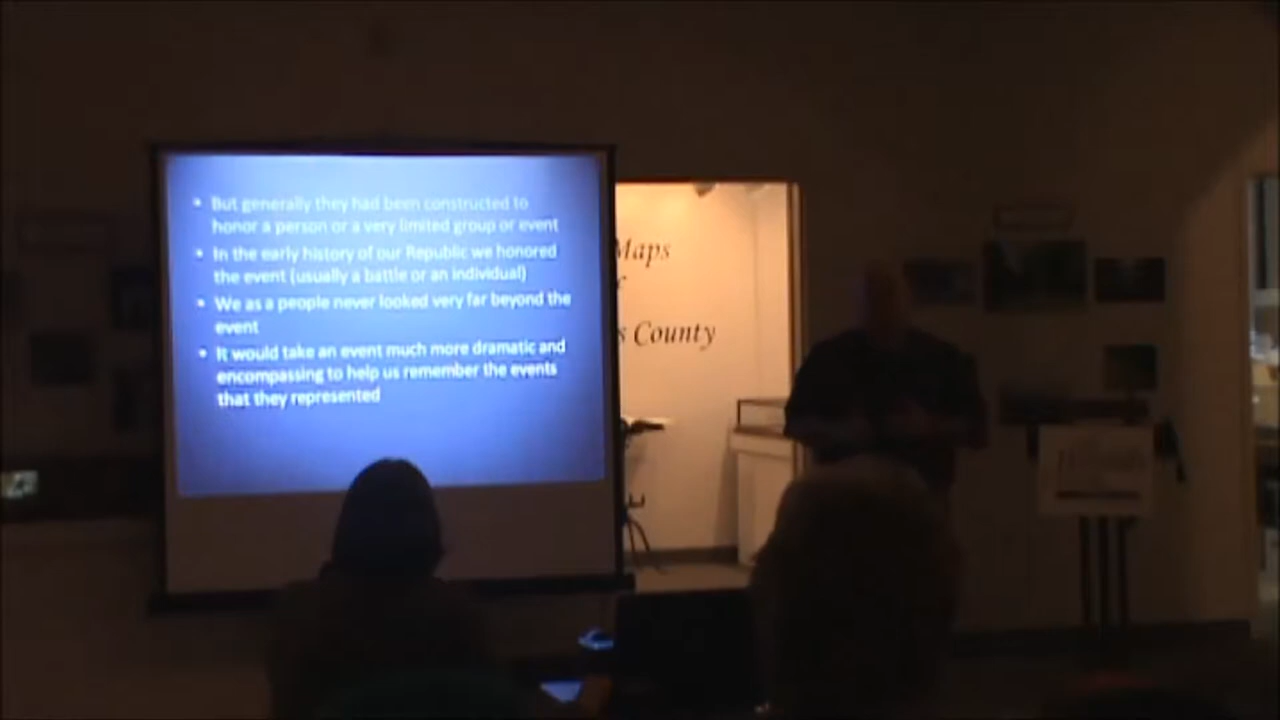 • But generally they had been constructed to
honor a person or a very limited group or event
• In the early history of our Republic we honored
the event (usually a battle or an individual)
• We as a people never looked very far beyond the
event
• It would take an event much more dramatic and
encompassing to help us remember the events
that they represented
Maps
r
s County